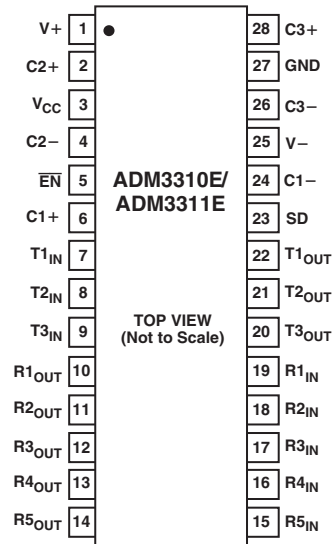 V+ 1 28 C3+
C2+ 2 27 GND
VCC 3 26 C3−
C2− 4 25 V−
EN 5 ADM3310E/ 24 C1−
C1+ 6 ADM3311E 23 SD
T1IN 7 22 T1OUT
T2IN 8 21 T2OUT
T3IN 9 TOP VIEW 20 T3OUT
(Not to Scale)
R1OUT 10 19 R1IN
R2OUT 11 18 R2IN
R3OUT 12 17 R3IN
R4OUT 13 16 R4IN
R5OUT 14 15 R5IN